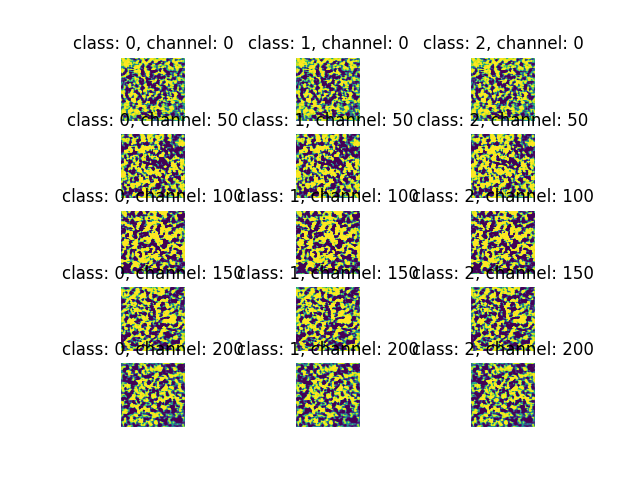 class: 0, channel: 0 class: 1, channel: 0 class: 2, channel: 0
class: 0, channel: 50 class: 1, channel: 50 class: 2, channel: 50
class: 0, channel: 100 class: 1, channel: 100 class: 2, channel: 100
class: 0, channel: 150 class: 1, channel: 150 class: 2, channel: 150
class: 0, channel: 200 class: 1, channel: 200 class: 2, channel: 200